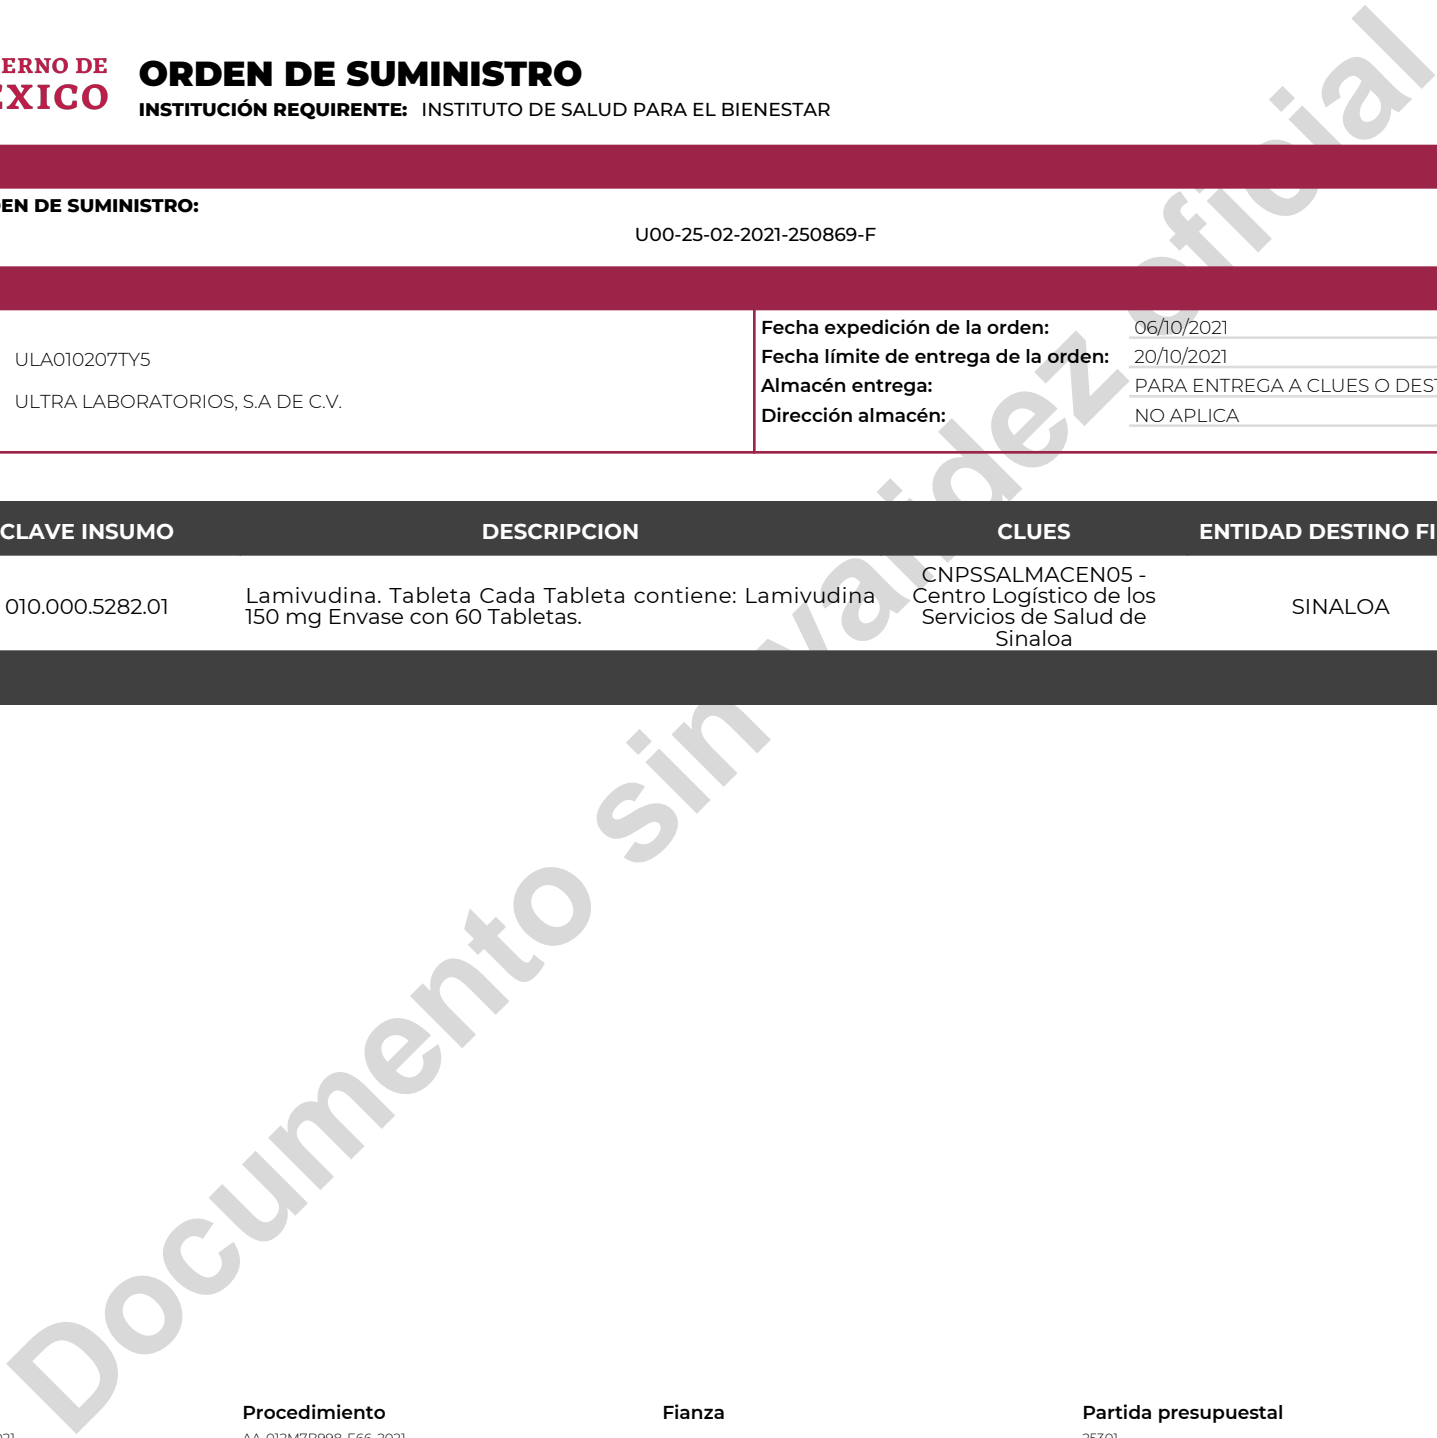 ERNO DE
EXICO
ORDEN DE SUMINISTRO
INSTITUCIÓN REQUIRENTE: INSTITUTO DE SALUD PARA EL BIENESTAR
EN DE SUMINISTRO:
U00-25-02-2021-250869-F
ULA010207TY5
ULTRA LABORATORIOS, S.A DE C.V.
Fecha expedición de la orden: 06/10/2021
Fecha límite de entrega de la orden: 20/10/2021
Almacén entrega: PARA ENTREGA A CLUES O DEST
Dirección almacén: NO APLICA
CLAVE INSUMO DESCRIPCION CLUES ENTIDAD DESTINO FI
010.000.5282.01
Lamivudina. Tableta Cada Tableta contiene: Lamivudina
150 mg Envase con 60 Tabletas.
CNPSSALMACEN05 -
Centro Logístico de los
Servicios de Salud de
Sinaloa
SINALOA
Documento sin validez oficial
Procedimiento Fianza Partida presupuestal